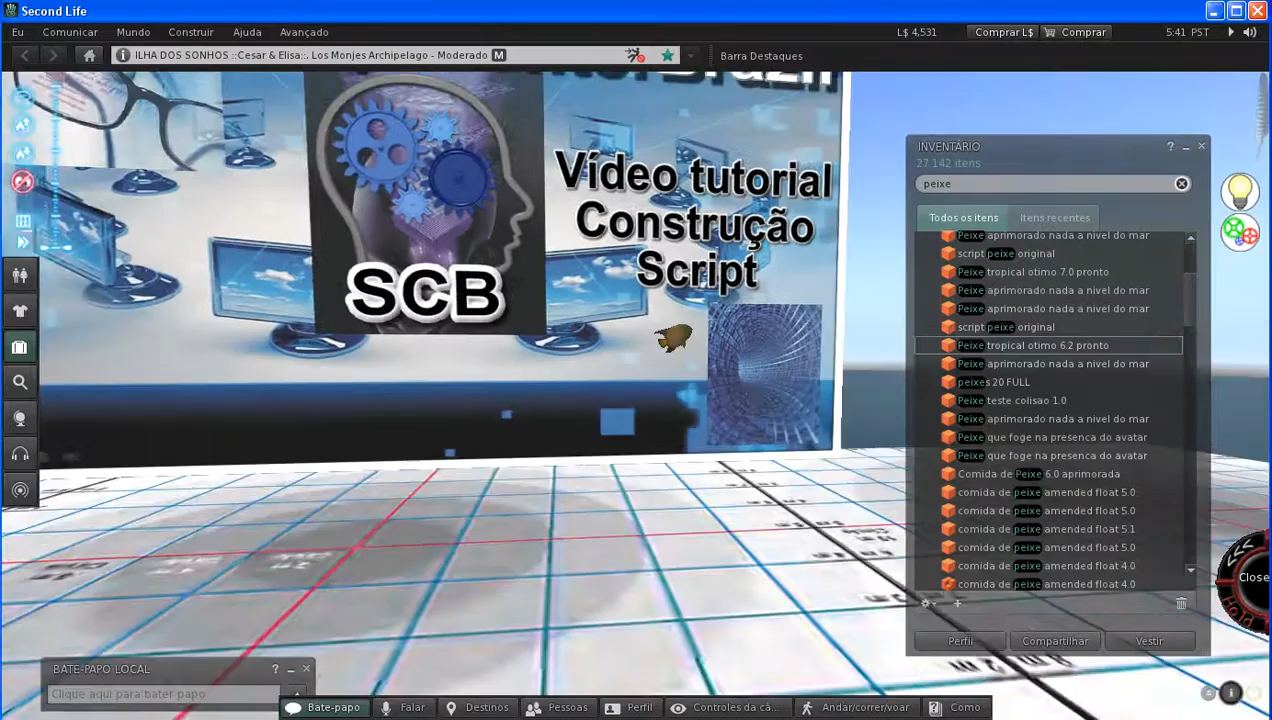 Second Life
Eu Comunicar Mundo Construir Ajuda Avançado L$ 4,531 Comprar L$ Comprar 5:41 PST
ILHA DOS SONHOS ::Cesar & Elisa::, Los Monjes Archipelago - Moderado M Barra Destaques
Vídeo tutorial
Construção
Script
SCB
INVENTÁRIO ?
27.142 itens
peixe
Todos os itens Itens recentes
Peixe aprimorado nada a nivel do mar
script peixe original
Peixe tropical otimo 7.0 pronto
Peixe aprimorado nada a nivel do mar
Peixe aprimorado nada a nivel do mar
script peixe original
Peixe tropical otimo 6.2 pronto
Peixe aprimorado nada a nivel do mar
peixes 20 FULL
Peixe teste colisao 1.0
Peixe aprimorado nada a nivel do mar
Peixe que foge na presenca do avatar
Peixe que foge na presenca do avatar
Comida de Peixe 6.0 aprimorada
comida de peixe amended float 5.0
comida de peixe amended float 5.0
comida de peixe amended float 5.1
comida de peixe amended float 5.0
comida de peixe amended float 4.0
comida de peixe amended float 4.0
Perfil Compartilhar Vestir
Close
Hold
BATE-PAPO LOCAL ?
Clique aqui para bater papo.
Bate-papo Falar Destinos Pessoas Perfil Controles da câ... Andar/correr/voar Como